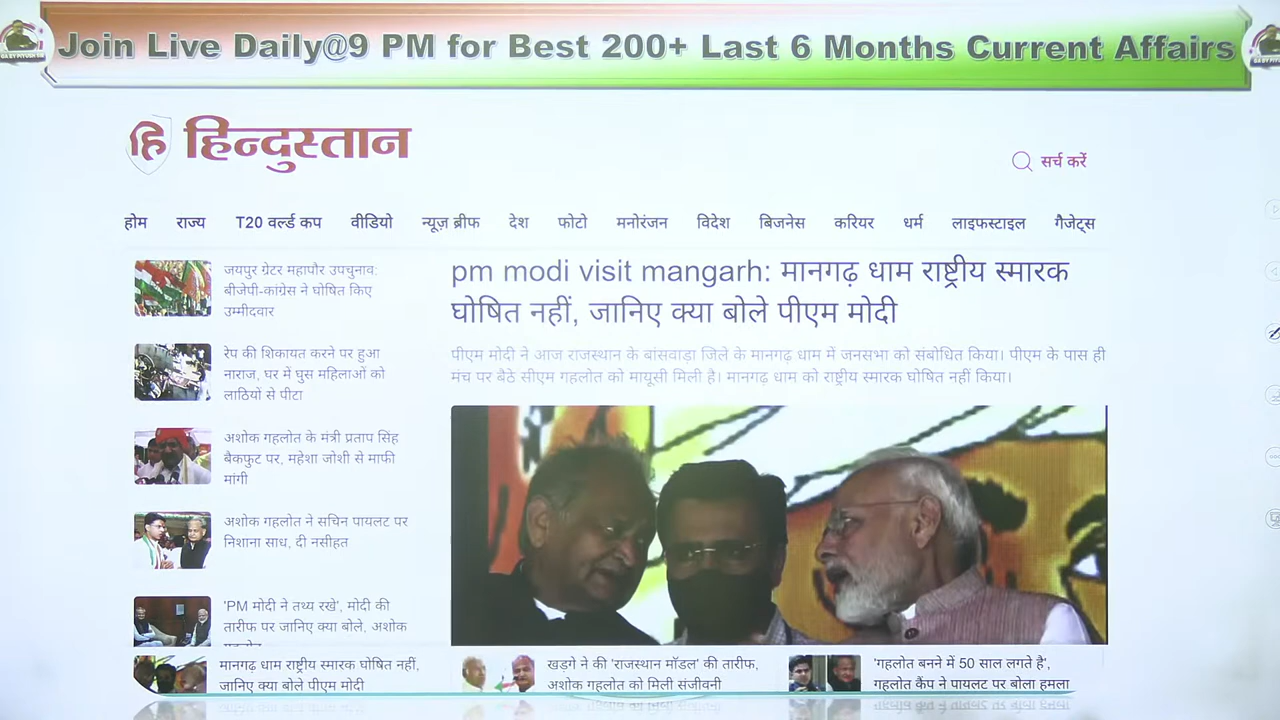 Join Live Daily@9 PM for Best 200+ Last 6 Months Current Affairs
हि हिन्दुस्तान
सर्च करें
होम राज्य T20 वर्ल्ड कप वीडियो न्यूज़ ब्रीफ देश फोटो मनोरंजन विदेश बिजनेस करियर धर्म लाइफस्टाइल गैजेट्स
जयपुर ग्रेटर महापौर उपचुनाव:
बीजेपी-कांग्रेस ने घोषित किए
उम्मीदवार
रेप की शिकायत करने पर हुआ
नाराज, घर में घुस महिलाओं को
लाठियों से पीटा
अशोक गहलोत के मंत्री प्रताप सिंह
बैकफुट पर, महेशा जोशी से माफी
मांगी
अशोक गहलोत ने सचिन पायलट पर
निशाना साध, दी नसीहत
'PM मोदी ने तथ्य रखे', मोदी की
तारीफ पर जानिए क्या बोले, अशोक
pm modi visit mangarh: मानगढ़ धाम राष्ट्रीय स्मारक
घोषित नहीं, जानिए क्या बोले पीएम मोदी
पीएम मोदी ने आज राजस्थान के बांसवाड़ा जिले के मानगढ़ धाम में जनसभा को संबोधित किया। पीएम के पास ही
मंच पर बैठे सीएम गहलोत को मायूसी मिली है। मानगढ़ धाम को राष्ट्रीय स्मारक घोषित नहीं किया।
मानगढ़ धाम राष्ट्रीय स्मारक घोषित नहीं,
जानिए क्या बोले पीएम मोदी
खड़गे ने की 'राजस्थान मॉडल' की तारीफ,
अशोक गहलोत को मिली संजीवनी
'गहलोत बनने में 50 साल लगते है',
गहलोत कैंप ने पायलट पर बोला हमला